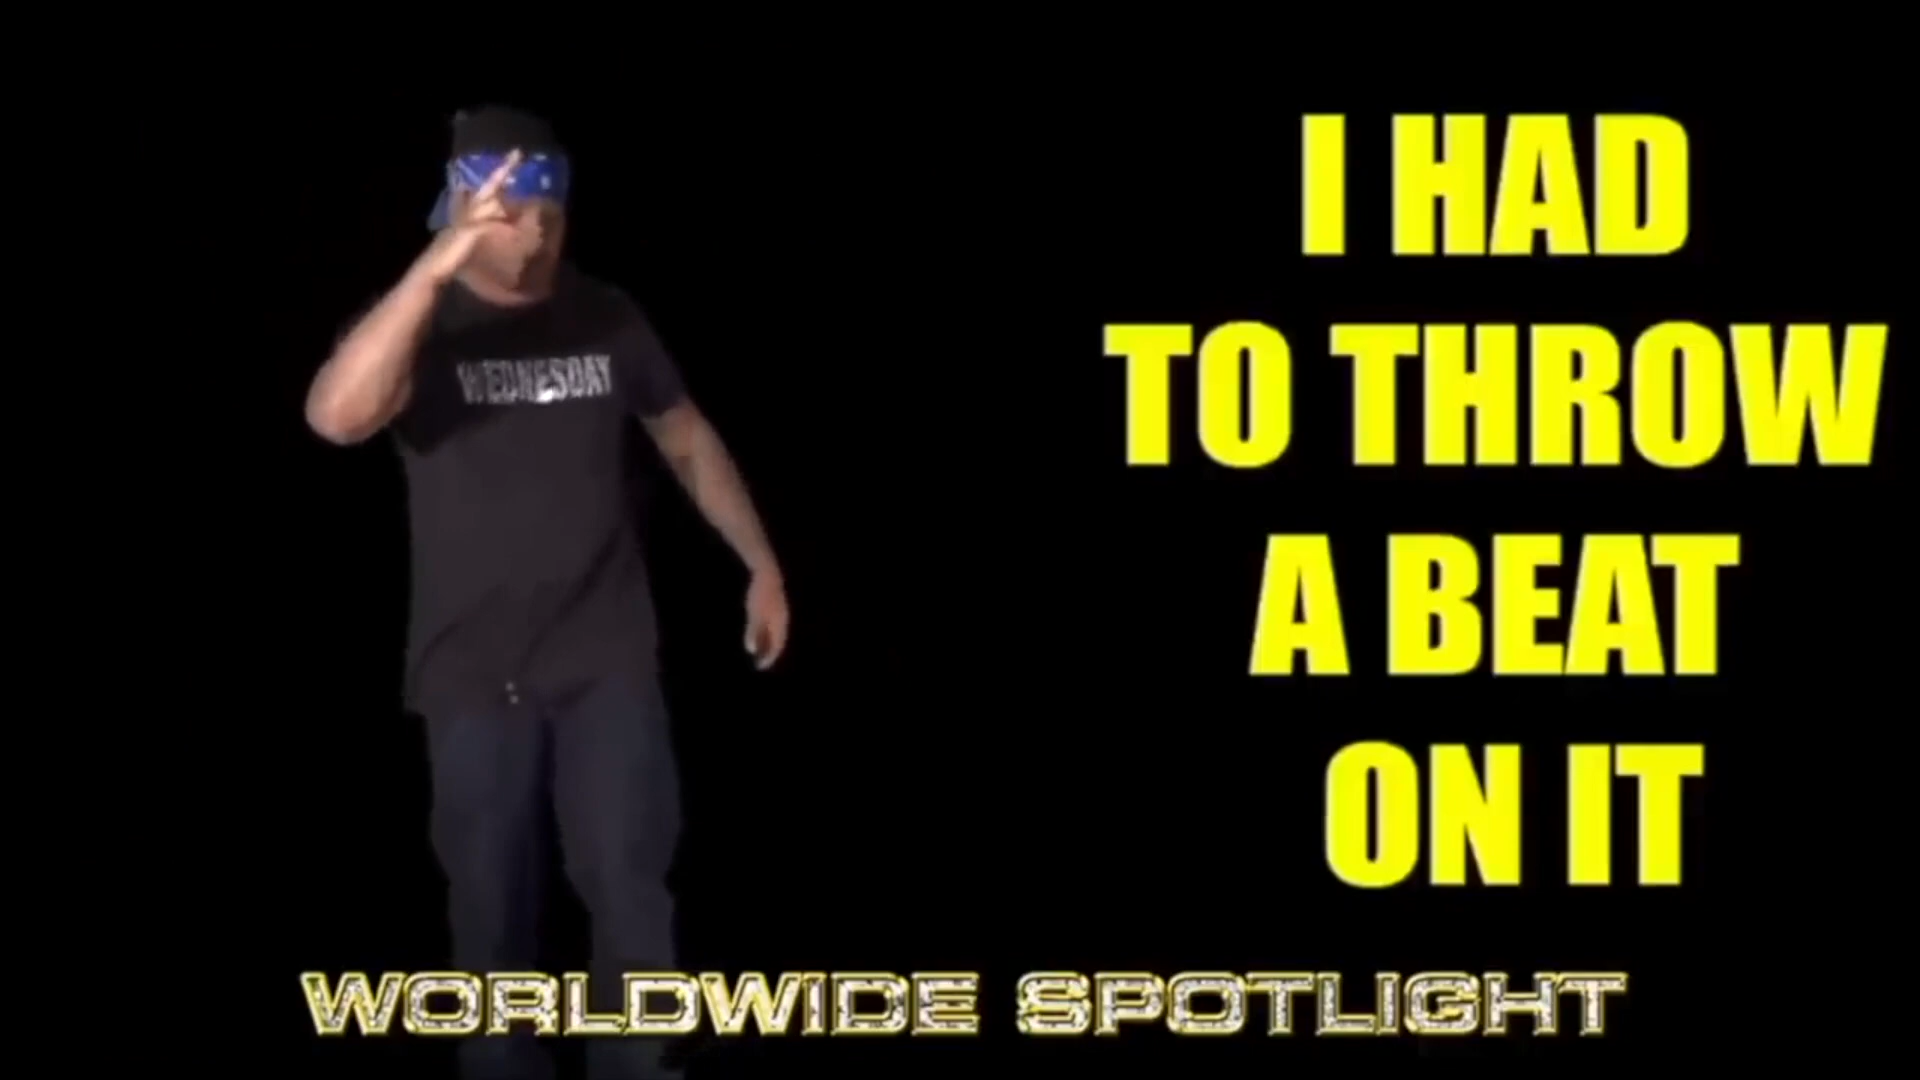 I HAD
TO THROW
A BEAT
ON IT
WEDNESDAY
WORLDWIDE SPOTLIGHT